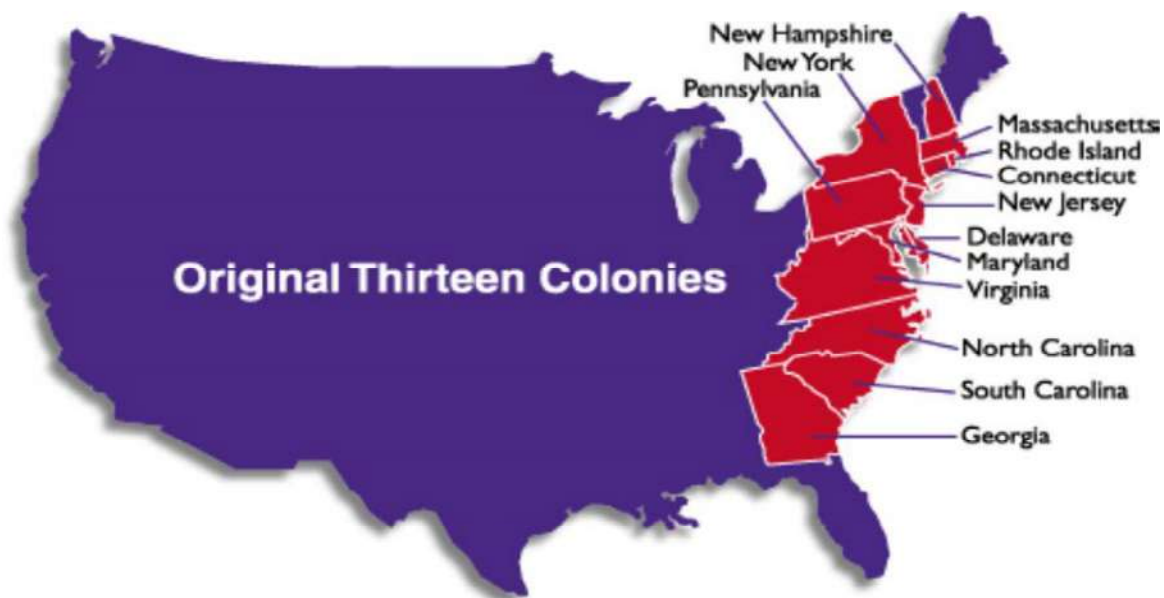 New Hampshire
New York
Pennsylvania
Massachusetts
Rhode Island
Connecticut
New Jersey
Delaware
Maryland
Original Thirteen Colonies
Virginia
North Carolina
South Carolina
Georgia